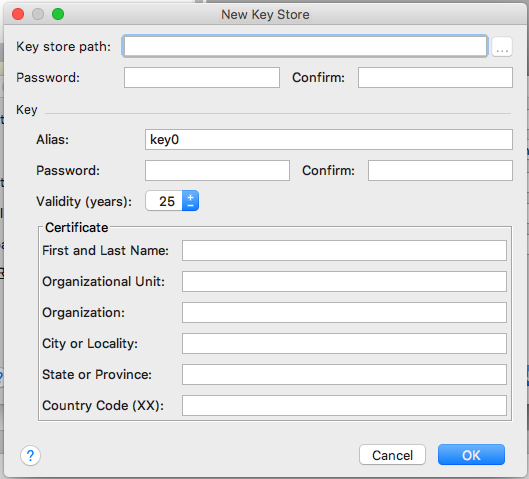 New Key Store
Key store path: ...
Password: Confirm:
Key
Alias: key0
Password: Confirm:
Validity (years): 25
Certificate
First and Last Name:
Organizational Unit:
Organization:
City or Locality:
State or Province:
Country Code (XX):
? Cancel OK